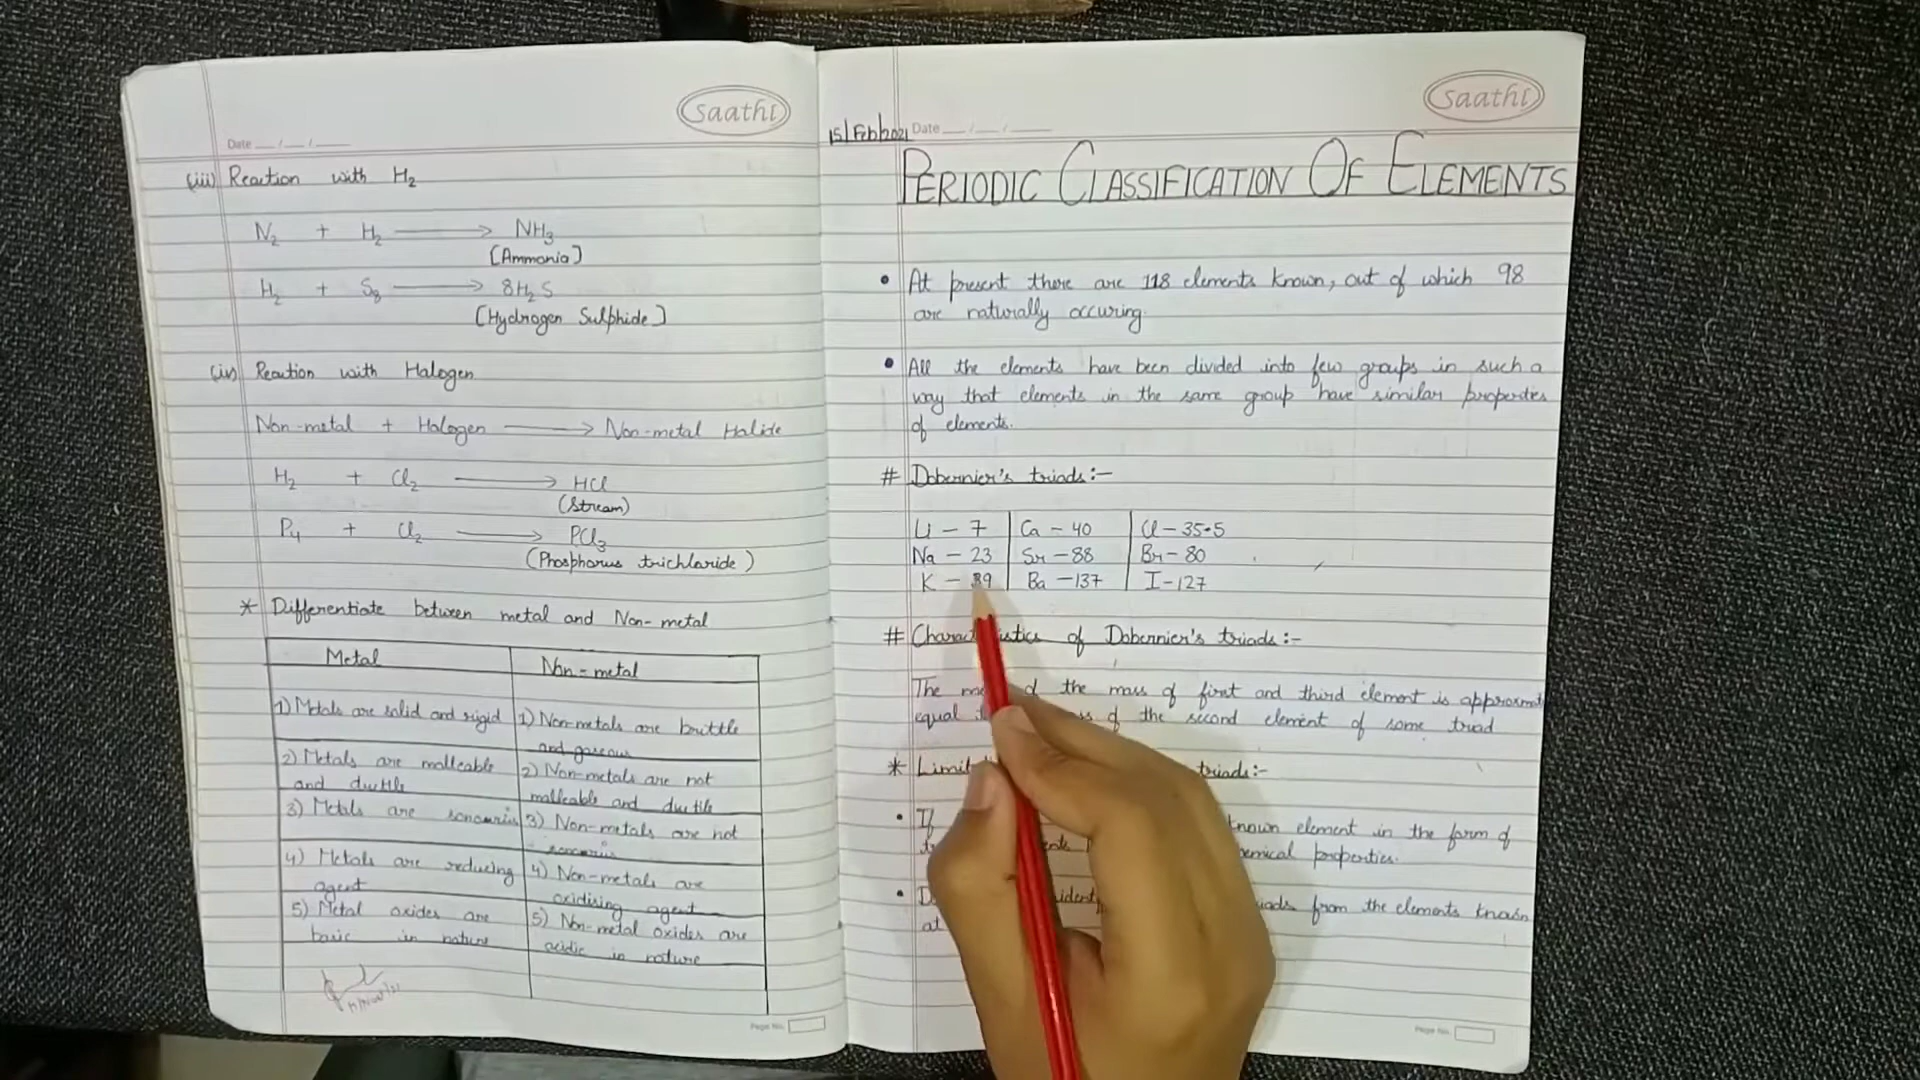 saathi
Date
(iii) Reaction with H2
N2 + H2 ⟶ NH3
[Ammonia]
H2 + S8 ⟶ 8H2S
[Hydrogen Sulphide]
(iv) Reaction with Halogen
Non-metal + Halogen ⟶ Non-metal Halide
H2 + Cl2 ⟶ HCl
(Stream)
P4 + Cl2 ⟶ PCl3
(Phosphorus trichloride)
* Differentiate between metal and Non-metal
Metal
1) Metals are solid and rigid
2) Metals are malleable
and ductile
3) Metals are
4) Metals are reducing
agent
5) Metal oxides are
basic in nature
Non-metal
1) Non-metals are brittle
and gaseous
2) Non-metals are not
malleable and ductile
3) Non-metals are not
4) Non-metals are
oxidising agent
5) Non-metal oxides are
acidic in nature
Page No.
saathi
15/Feb/2021 Date
PERIODIC CLASSIFICATION OF ELEMENTS
• At present there are 118 elements known, out of which 98
are naturally occuring.
• All the elements have been divided into few groups in such a
way that elements in the same group have similar properties
of elements.
# Dobernier's triads:-
Li - 7 Ca - 40 Cl - 35.5
Na - 23 Sr - 88 Br - 80
K - 39 Ba - 137 I - 127
# Characteristics of Dobernier's triads:-
The of the mass of first and third element is approximat
equal of the second element of same triad
* triads:-
• If known element in the form of
chemical properties.
• from the elements known
at
Page No.